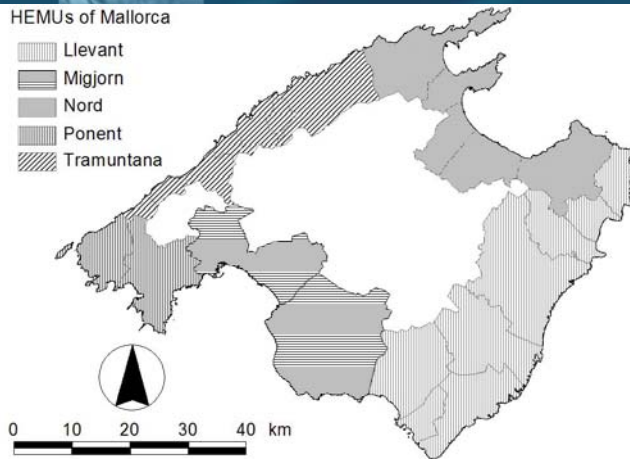 HEMUs of Mallorca
Llevant
Migjorn
Nord
Ponent
Tramuntana
0 10 20 30 40 km